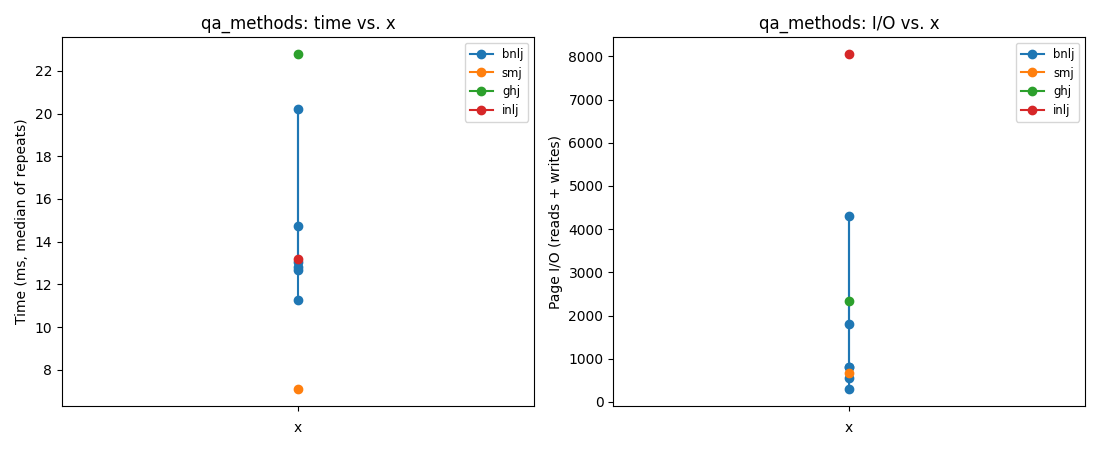 qa_methods: time vs. x
Time (ms, median of repeats)
22
20
18
16
14
12
10
8
x
bnlj
smj
ghj
inlj
qa_methods: I/O vs. x
Page I/O (reads + writes)
8000
7000
6000
5000
4000
3000
2000
1000
0
x
bnlj
smj
ghj
inlj